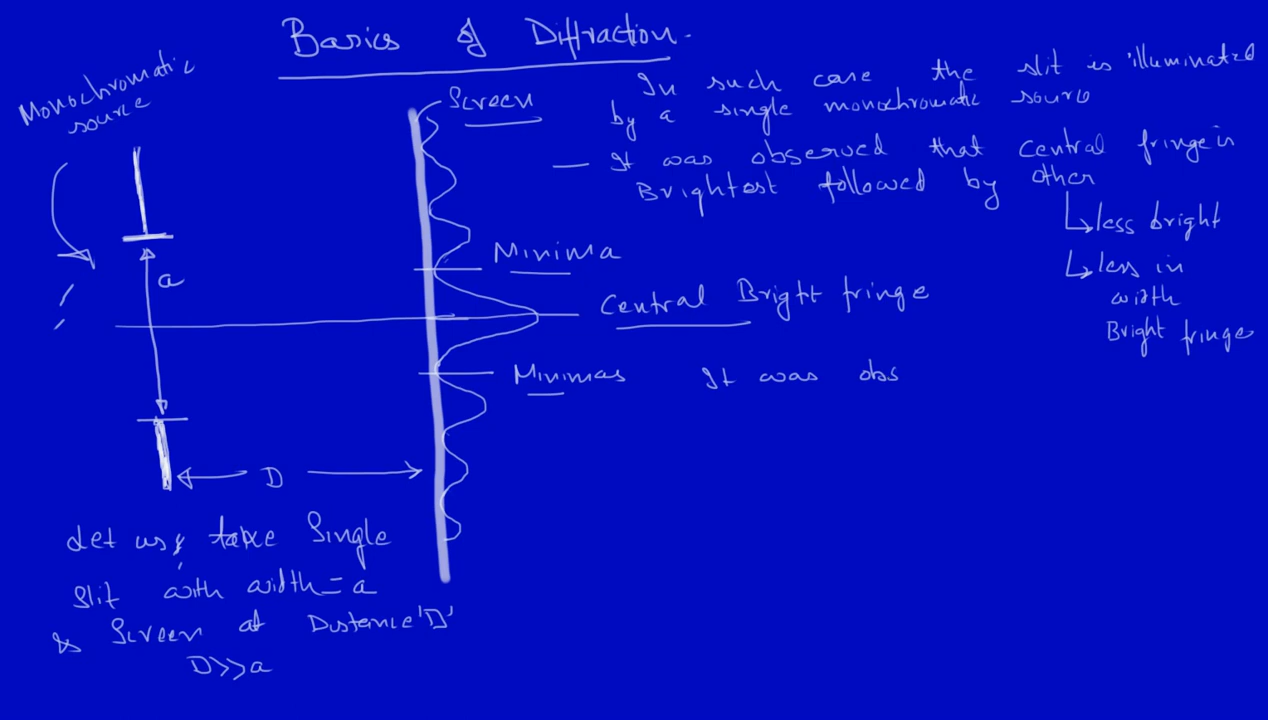 Basics of Diffraction.
Monochromatic
source
Screen
In such case the slit is illuminated
by a single monochromatic source
— It was observed that central fringe is
Brightest followed by other
↳ less bright
↳ less in
width
Bright fringe
a
Minima
Central Bright fringe
Minimas
It was obs
D
Let us take Single
Slit with width = a
& Screen at Distance 'D'
D>>a